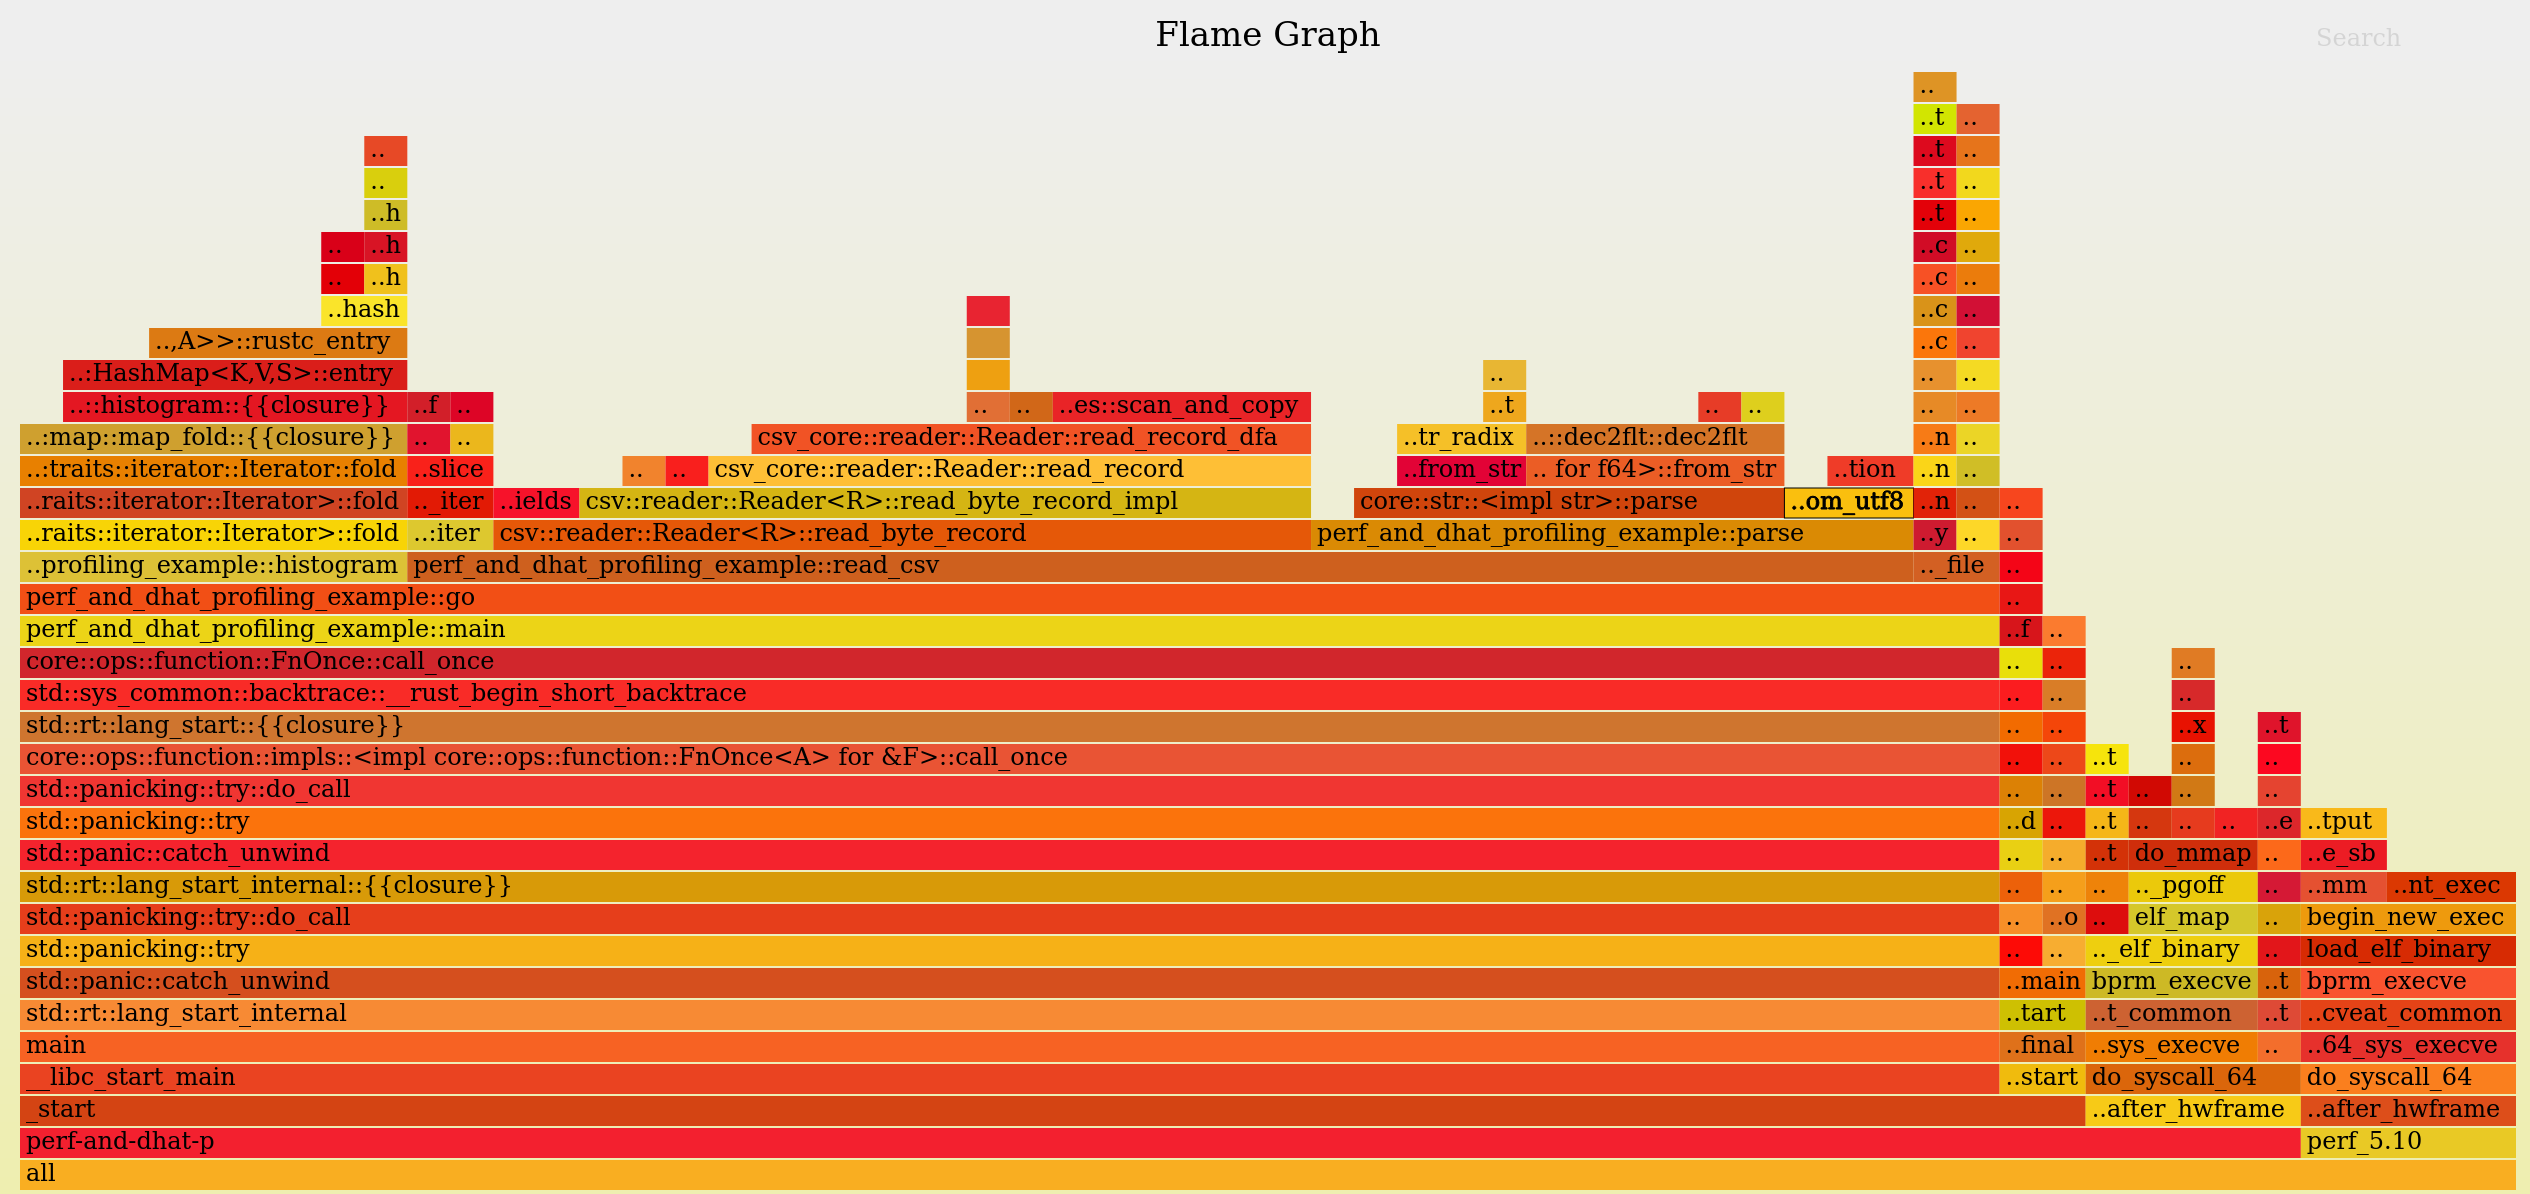 Flame Graph
Search
..
..t ..
.. ..t ..
.. ..t ..
..h ..t ..
.. ..h ..c ..
.. ..h ..c ..
..hash ..c ..
..,A>>::rustc_entry ..c ..
..:HashMap<K,V,S>::entry .. .. ..
..::histogram::{{closure}} ..f .. .. .. ..es::scan_and_copy ..t .. .. .. ..
..:map::map_fold::{{closure}} .. .. csv_core::reader::Reader::read_record_dfa ..tr_radix ..::dec2flt::dec2flt ..n ..
..:traits::iterator::Iterator::fold ..slice .. .. csv_core::reader::Reader::read_record ..from_str .. for f64>::from_str ..tion ..n ..
..raits::iterator::Iterator>::fold .._iter ..ields csv::reader::Reader<R>::read_byte_record_impl core::str::<impl str>::parse ..om_utf8 ..n .. ..
..raits::iterator::Iterator>::fold ..:iter csv::reader::Reader<R>::read_byte_record perf_and_dhat_profiling_example::parse ..y .. ..
..profiling_example::histogram perf_and_dhat_profiling_example::read_csv .._file ..
perf_and_dhat_profiling_example::go ..
perf_and_dhat_profiling_example::main ..f ..
core::ops::function::FnOnce::call_once .. .. ..
std::sys_common::backtrace::__rust_begin_short_backtrace .. .. ..
std::rt::lang_start::{{closure}} .. .. ..x ..t
core::ops::function::impls::<impl core::ops::function::FnOnce<A> for &F>::call_once .. .. ..t .. ..
std::panicking::try::do_call .. .. ..t .. .. ..
std::panicking::try ..d .. ..t .. .. .. ..e ..tput
std::panic::catch_unwind .. .. ..t do_mmap .. ..e_sb
std::rt::lang_start_internal::{{closure}} .. .. .. .._pgoff .. ..mm ..nt_exec
std::panicking::try::do_call .. ..o .. elf_map .. begin_new_exec
std::panicking::try .. .. .._elf_binary .. load_elf_binary
std::panic::catch_unwind ..main bprm_execve ..t bprm_execve
std::rt::lang_start_internal ..tart ..t_common ..t ..cveat_common
main ..final ..sys_execve .. ..64_sys_execve
__libc_start_main ..start do_syscall_64 do_syscall_64
_start ..after_hwframe ..after_hwframe
perf-and-dhat-p perf_5.10
all